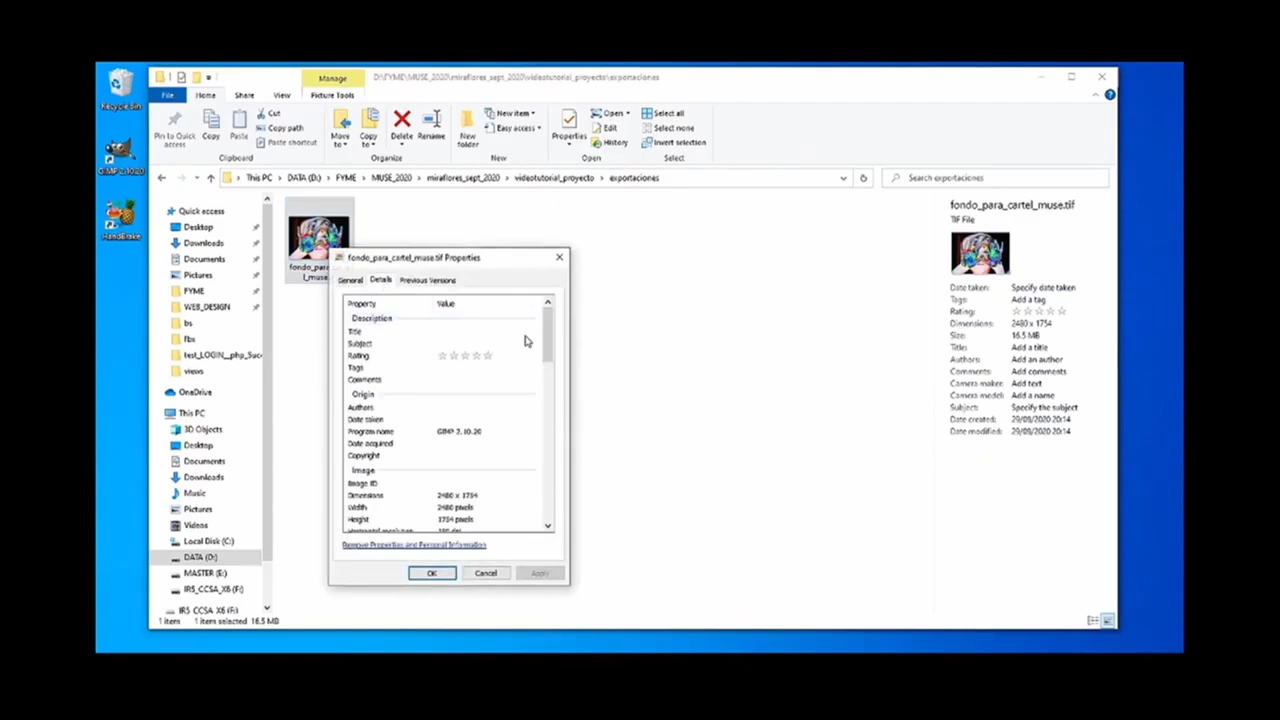 Recycle Bin
GIMP 2.10.20
HandBrake
Manage
D:\FYME\MUSE_2020\miraflores_sept_2020\videotutorial_proyecto\exportaciones
File Home Share View Picture Tools
Pin to Quick access
Copy
Paste
Cut
Copy path
Paste shortcut
Clipboard
Move to
Copy to
Delete
Rename
Organize
New folder
New item
Easy access
New
Properties
Open
Edit
History
Open
Select all
Select none
Invert selection
Select
This PC > DATA (D:) > FYME > MUSE_2020 > miraflores_sept_2020 > videotutorial_proyecto > exportaciones
Search exportaciones
Quick access
Desktop
Downloads
Documents
Pictures
FYME
WEB_DESIGN
bs
fbs
test_LOGIN__php_Suc
views
OneDrive
This PC
3D Objects
Desktop
Documents
Downloads
Music
Pictures
Videos
Local Disk (C:)
DATA (D:)
MASTER (E:)
IR5_CCSA_X6 (F:)
IR5_CCSA_X6 (F:)
1 item 1 item selected 16.5 MB
fondo_para_cartel_muse.tif Properties
General Details Previous Versions
Property Value
Description
Title
Subject
Rating
Tags
Comments
Origin
Authors
Date taken
Program name GIMP 2.10.20
Date acquired
Copyright
Image
Image ID
Dimensions 2480 x 1754
Width 2480 pixels
Height 1754 pixels
Remove Properties and Personal Information
OK Cancel Apply
fondo_para_cartel_muse.tif
TIF File
Date taken: Specify date taken
Tags: Add a tag
Rating:
Dimensions: 2480 x 1754
Size: 16.5 MB
Title: Add a title
Authors: Add an author
Comments: Add comments
Camera maker: Add text
Camera model: Add a name
Subject: Specify the subject
Date created: 29/09/2020 20:14
Date modified: 29/09/2020 20:14